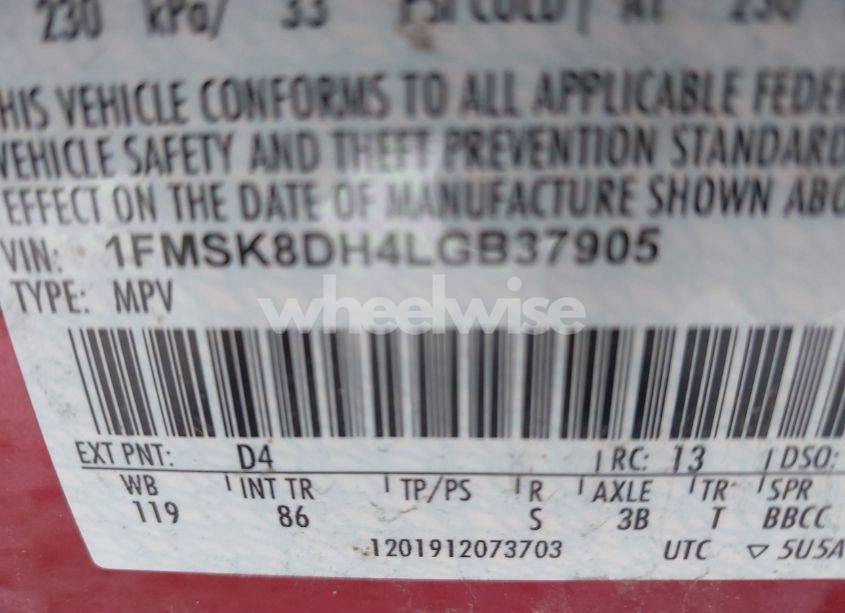 230 kPa/ 33 PSI COLD AT 230
HIS VEHICLE CONFORMS TO ALL APPLICABLE FEDER
VEHICLE SAFETY AND THEFT PREVENTION STANDARD
EFFECT ON THE DATE OF MANUFACTURE SHOWN ABO
VIN: 1FMSK8DH4LGB37905
TYPE: MPV
wheelwise
EXT PNT: D4 RC: 13 DSO:
WB INT TR TP/PS R AXLE TR SPR
119 86 S 3B T BBCC
1201912073703 UTC ▽ 5U5A